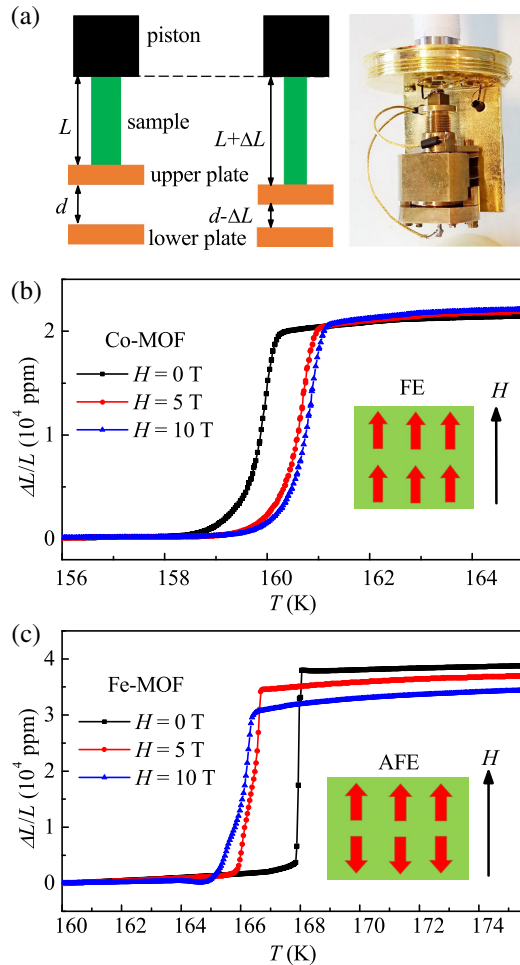 (a)
piston
L
sample
L+ΔL
upper plate
d
d-ΔL
lower plate
(b)
Co-MOF
H = 0 T
H = 5 T
H = 10 T
FE
H
ΔL/L (10⁴ ppm)
2
1
0
156 158 160 162 164
T (K)
(c)
Fe-MOF
H = 0 T
H = 5 T
H = 10 T
AFE
H
ΔL/L (10⁴ ppm)
4
3
2
1
0
160 162 165 166 168 170 172 175
T (K)